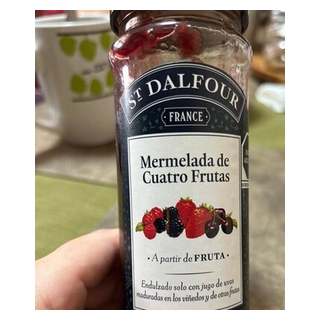 ST DALFOUR
FRANCE
Mermelada de
Cuatro Frutas
• A partir de FRUTA •
Endulzado solo con jugo de uvas
maduradas en los viñedos y de otras frutas